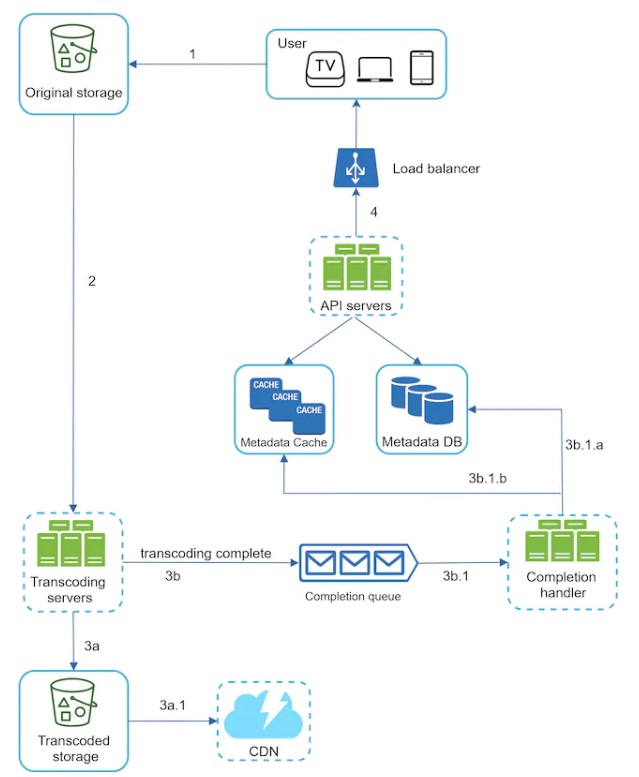 User
TV
1
Original storage
Load balancer
4
2
API servers
CACHE
CACHE
CACHE
Metadata Cache
Metadata DB
3b.1.a
3b.1.b
transcoding complete
3b
3b.1
Transcoding
servers
Completion queue
Completion
handler
3a
3a.1
Transcoded
storage
CDN